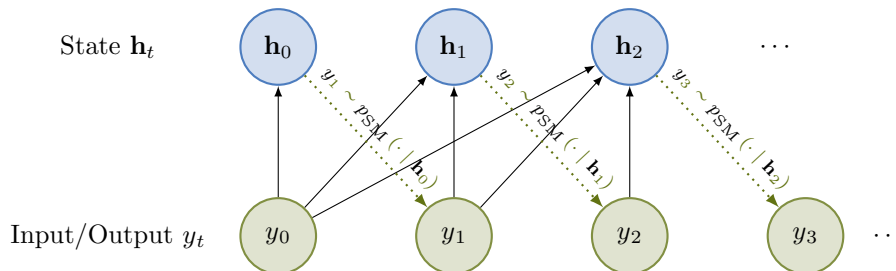 State h_t h_0 h_1 h_2 ⋯
y_1 ∼ p_SM (· | h_0) y_2 ∼ p_SM (· | h_1) y_3 ∼ p_SM (· | h_2)
Input/Output y_t y_0 y_1 y_2 y_3 ⋯